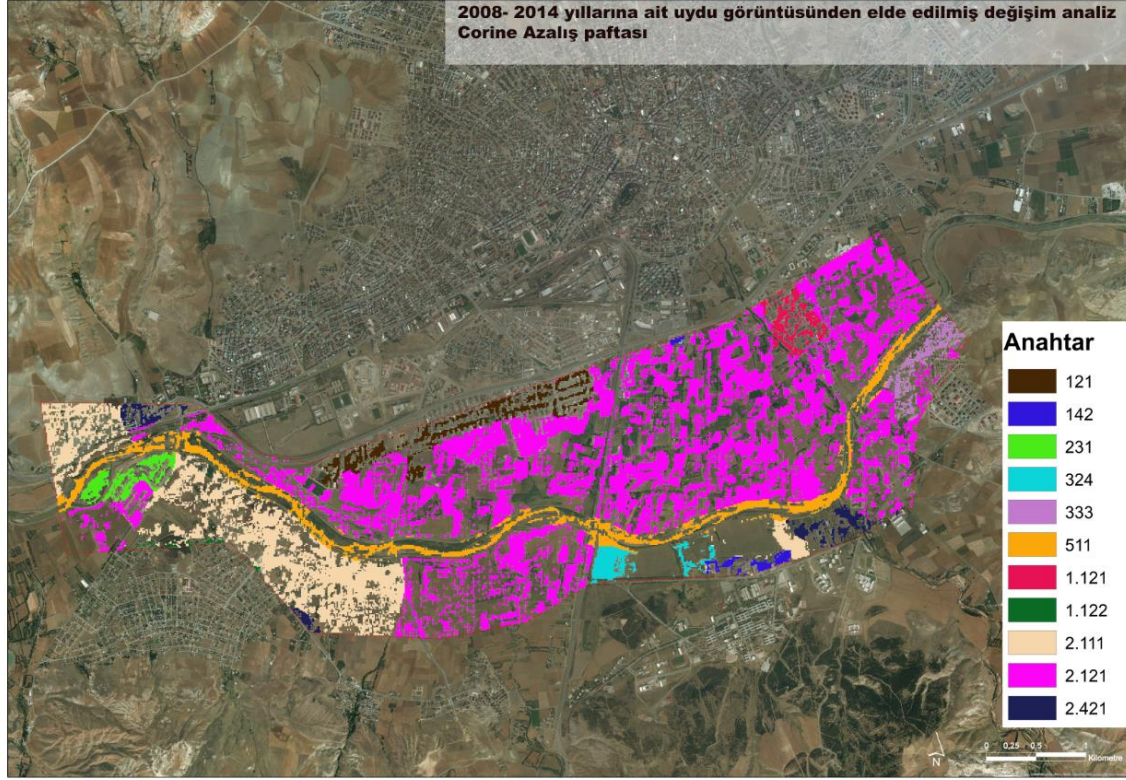 2008- 2014 yıllarına ait uydu görüntüsünden elde edilmiş değişim analiz
Corine Azalış paftası
Anahtar
121
142
231
324
333
511
1.121
1.122
2.111
2.121
2.421
N
0 0,25 0,5 1
Kilometre